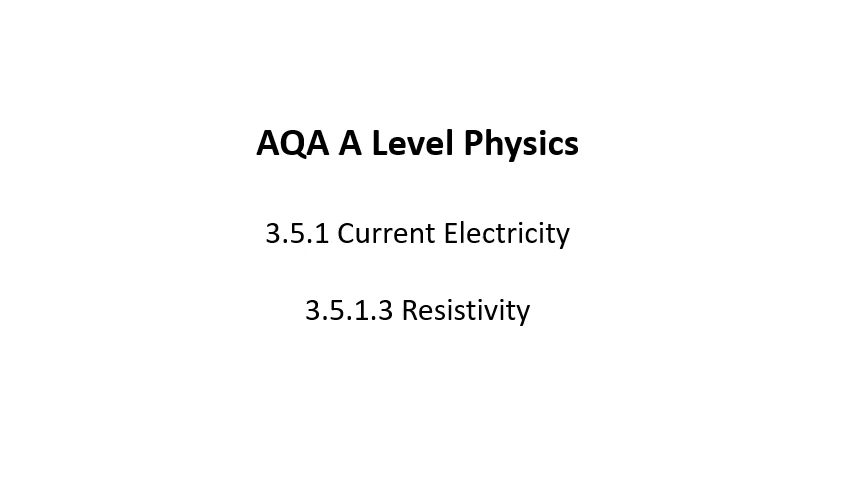 AQA A Level Physics
3.5.1 Current Electricity
3.5.1.3 Resistivity